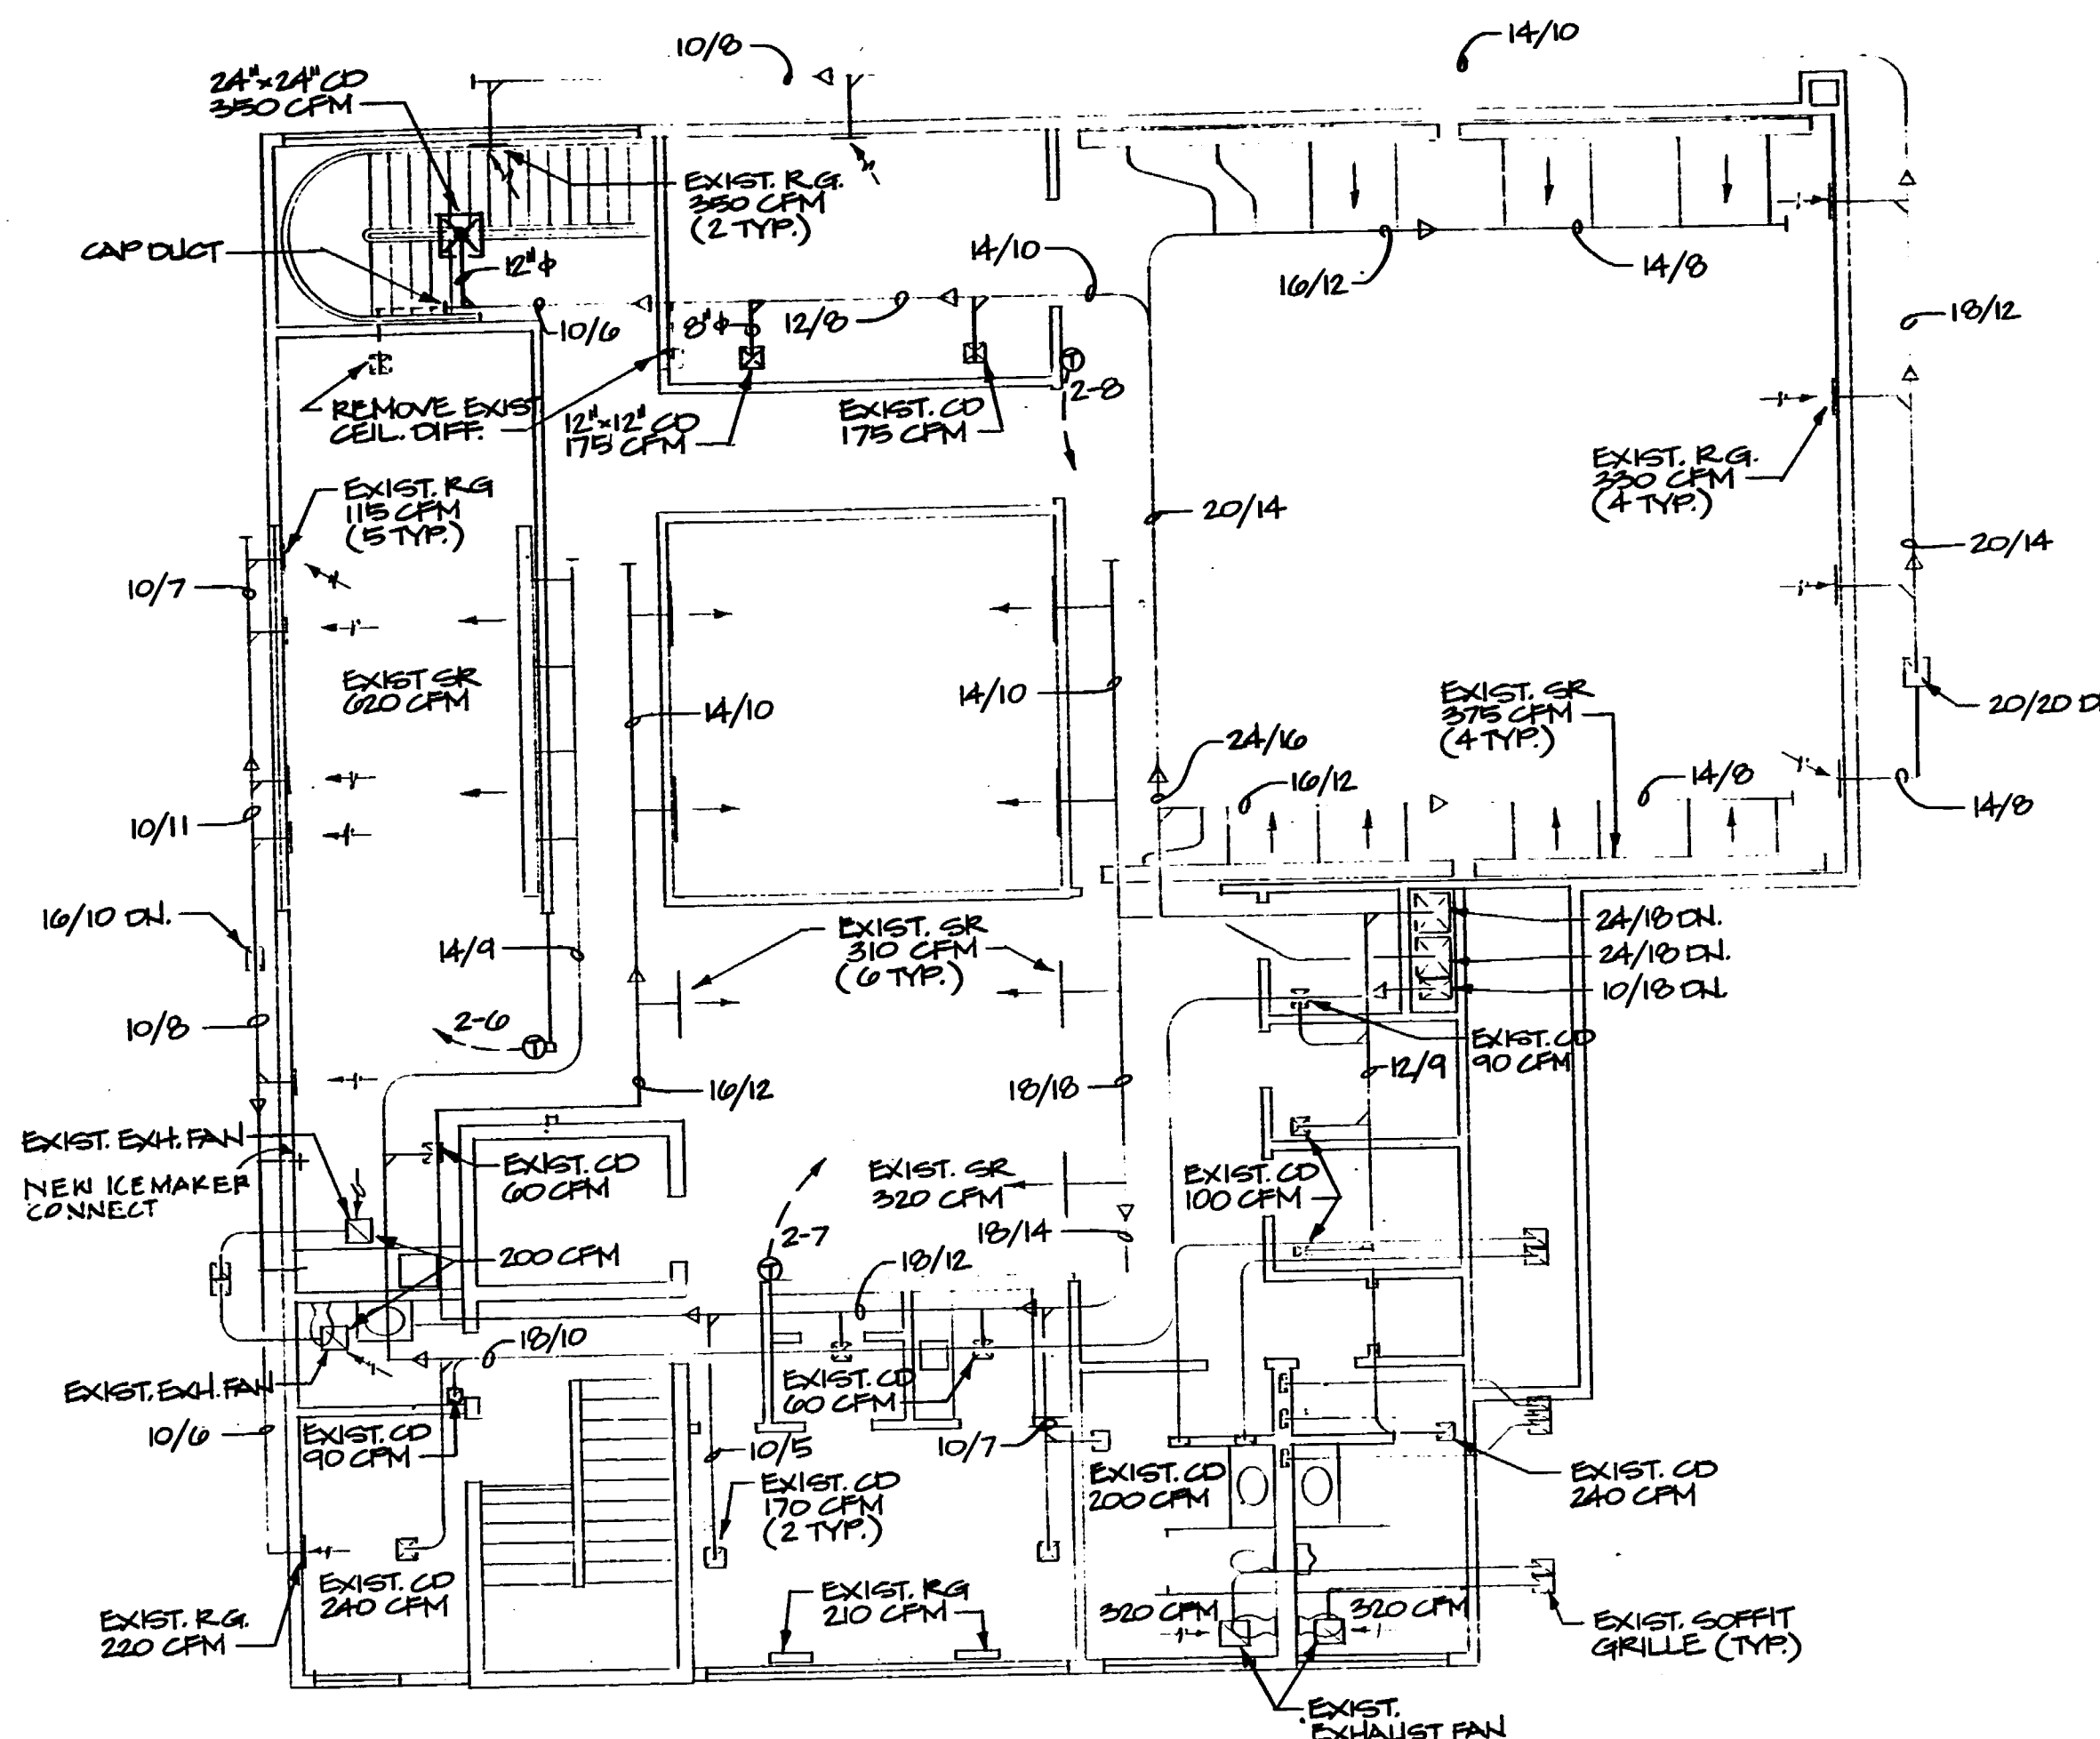 10/8
14/10
24"x24" CD
350 CFM
EXIST. R.G.
350 CFM
(2 TYP.)
CAP DUCT
12"ϕ
14/10
16/12
14/8
10/6
8"ϕ
12/8
18/12
2-8
REMOVE EXIST
CEIL. DIFF.
12"x12" CD
175 CFM
EXIST. CD
175 CFM
EXIST. R.G.
330 CFM
(4 TYP.)
EXIST. RG
115 CFM
(5 TYP.)
20/14
20/14
10/7
EXIST SR
620 CFM
14/10
14/10
EXIST. SR
375 CFM
(4 TYP.)
20/20 D
24/16
16/12
14/8
14/8
10/11
16/10 DN.
14/9
EXIST. SR
310 CFM
(6 TYP.)
24/18 DN.
24/18 DN.
10/18 DN.
10/8
2-6
EXIST. CD
90 CFM
12/9
16/12
18/18
EXIST. EXH. FAN
NEW ICEMAKER
CONNECT
EXIST. CD
60 CFM
EXIST. SR
320 CFM
EXIST. CD
100 CFM
200 CFM
2-7
18/12
18/14
18/10
EXIST. EXH. FAN
EXIST. CD
60 CFM
10/6
EXIST. CD
90 CFM
10/5
10/7
EXIST. CD
170 CFM
(2 TYP.)
EXIST. CD
200 CFM
EXIST. CD
240 CFM
EXIST. CD
240 CFM
EXIST. R.G.
220 CFM
EXIST. RG
210 CFM
320 CFM
320 CFM
EXIST. SOFFIT
GRILLE (TYP.)
EXIST.
EXHAUST FAN